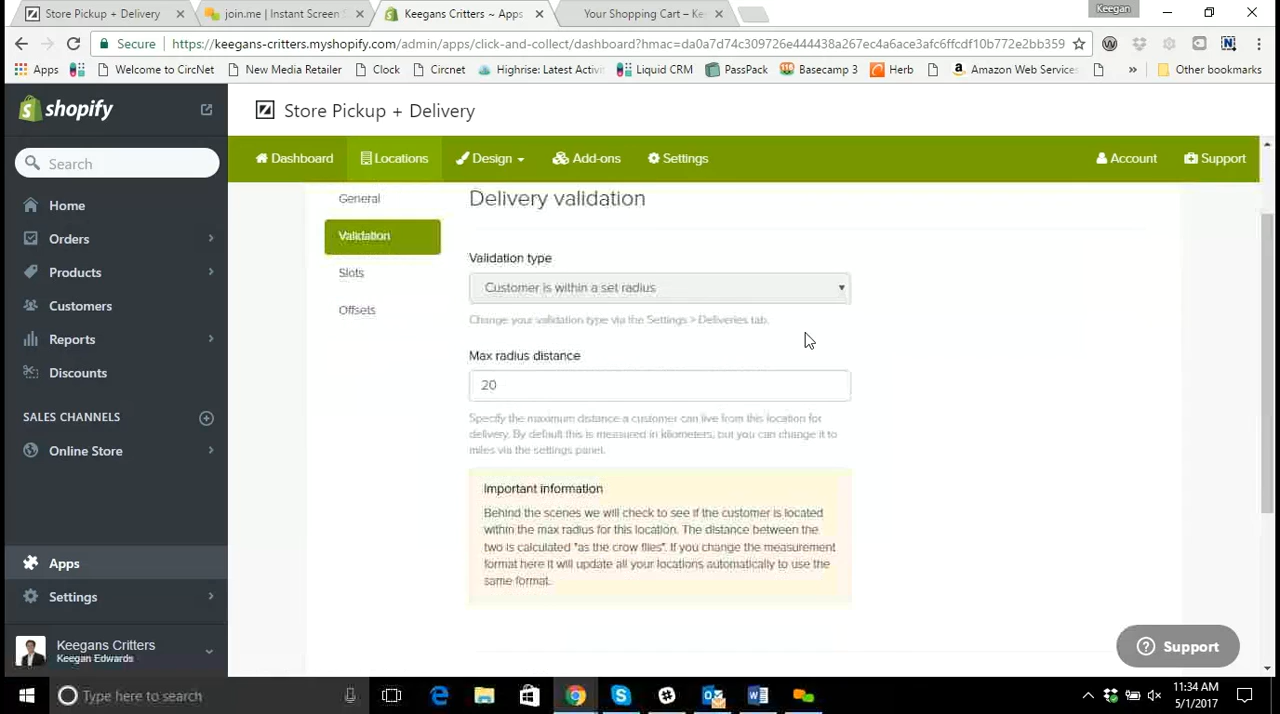 Store Pickup + Delivery
join.me | Instant Screen S
Keegans Critters ~ Apps
Your Shopping Cart – Ke
Keegan
Secure
https://keegans-critters.myshopify.com/admin/apps/click-and-collect/dashboard?hmac=da0a7d74c309726e444438a267ec4a6ace3afc6ffcdf10b772e2bb359
Apps
Welcome to CircNet
New Media Retailer
Clock
Circnet
Highrise: Latest Activi
Liquid CRM
PassPack
Basecamp 3
Herb
Amazon Web Services
»
Other bookmarks
shopify
Search
Home
Orders
Products
Customers
Reports
Discounts
SALES CHANNELS
Online Store
Apps
Settings
Keegans Critters
Keegan Edwards
Store Pickup + Delivery
Dashboard
Locations
Design
Add-ons
Settings
Account
Support
General
Validation
Slots
Offsets
Delivery validation
Validation type
Customer is within a set radius
Change your validation type via the Settings > Deliveries tab.
Max radius distance
20
Specify the maximum distance a customer can live from this location for
delivery. By default this is measured in kilometers, but you can change it to
miles via the settings panel.
Important information
Behind the scenes we will check to see if the customer is located
within the max radius for this location. The distance between the
two is calculated "as the crow flies". If you change the measurement
format here it will update all your locations automatically to use the
same format.
Support
Type here to search
11:34 AM
5/1/2017